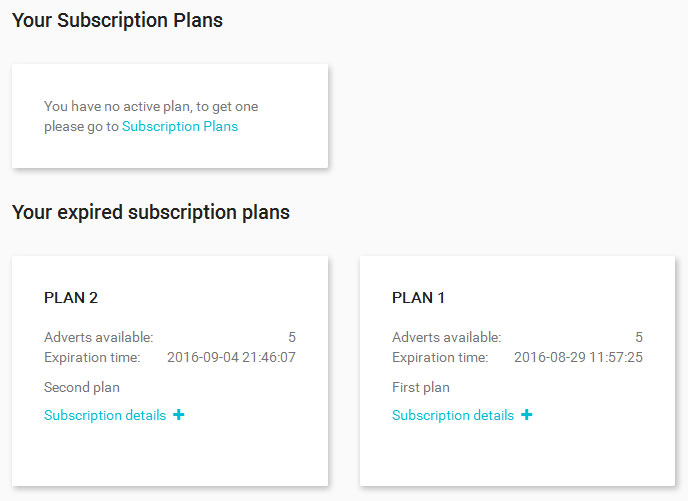 Your Subscription Plans
You have no active plan, to get one
please go to Subscription Plans
Your expired subscription plans
PLAN 2
Adverts available: 5
Expiration time: 2016-09-04 21:46:07
Second plan
Subscription details +
PLAN 1
Adverts available: 5
Expiration time: 2016-08-29 11:57:25
First plan
Subscription details +